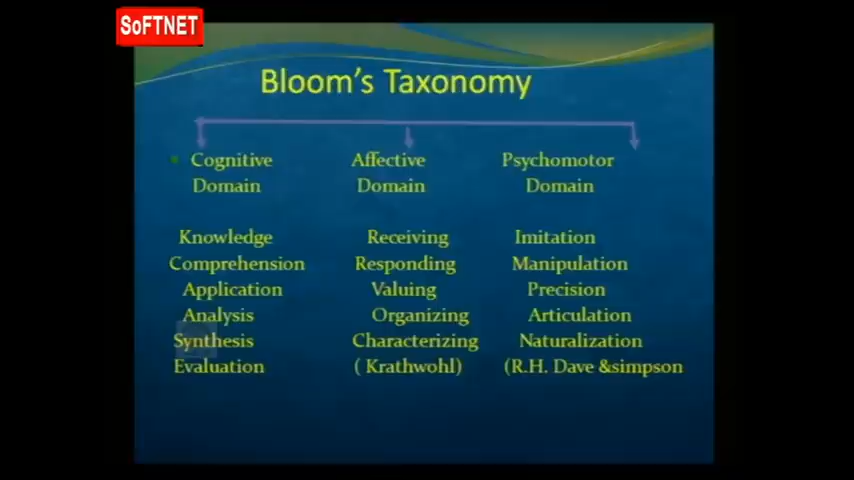 SoFTNET
Bloom's Taxonomy
Cognitive Domain
Affective Domain
Psychomotor Domain
Knowledge
Comprehension
Application
Analysis
Synthesis
Evaluation
Receiving
Responding
Valuing
Organizing
Characterizing
( Krathwohl)
Imitation
Manipulation
Precision
Articulation
Naturalization
(R.H. Dave &simpson